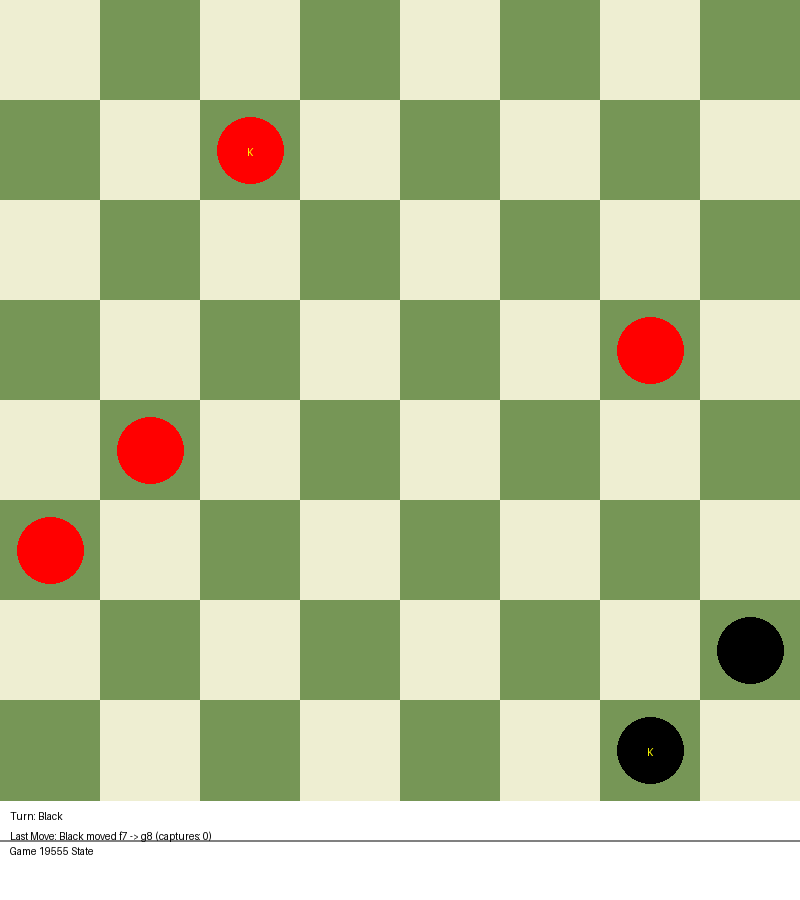 K
K
Turn: Black
Last Move: Black moved f7 -> g8 (captures: 0)
Game 19555 State